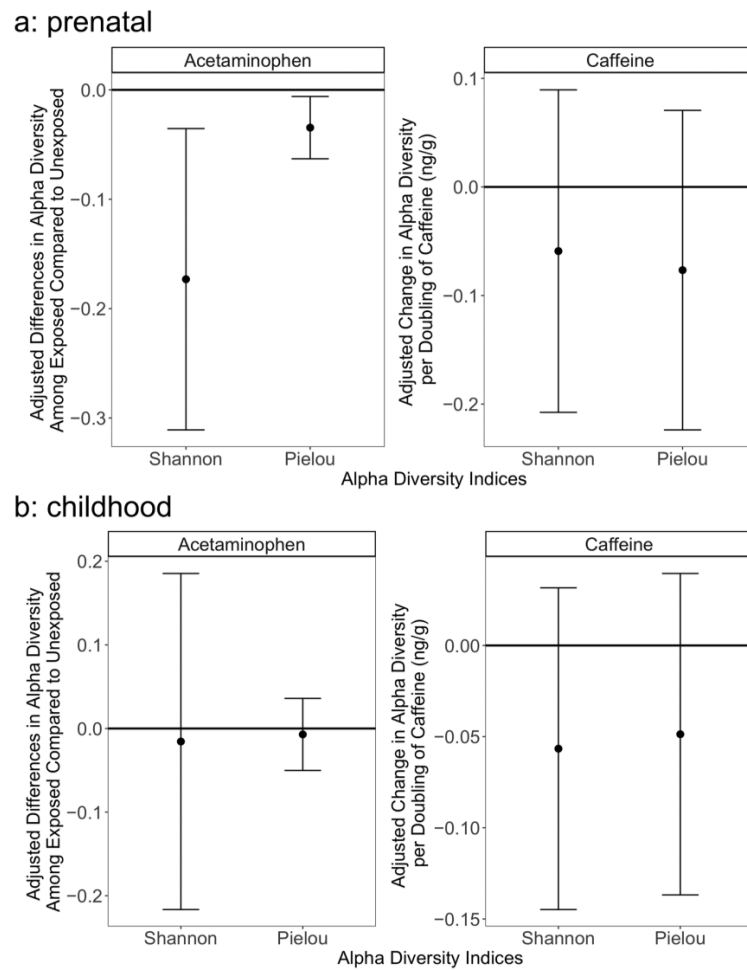 a: prenatal
Acetaminophen
Caffeine
Adjusted Differences in Alpha Diversity
Among Exposed Compared to Unexposed
0.0
−0.1
−0.2
−0.3
Adjusted Change in Alpha Diversity
per Doubling of Caffeine (ng/g)
0.1
0.0
−0.1
−0.2
Shannon
Pielou
Shannon
Pielou
Alpha Diversity Indices
b: childhood
Acetaminophen
Caffeine
Adjusted Differences in Alpha Diversity
Among Exposed Compared to Unexposed
0.2
0.1
0.0
−0.1
−0.2
Adjusted Change in Alpha Diversity
per Doubling of Caffeine (ng/g)
0.00
−0.05
−0.10
−0.15
Shannon
Pielou
Shannon
Pielou
Alpha Diversity Indices